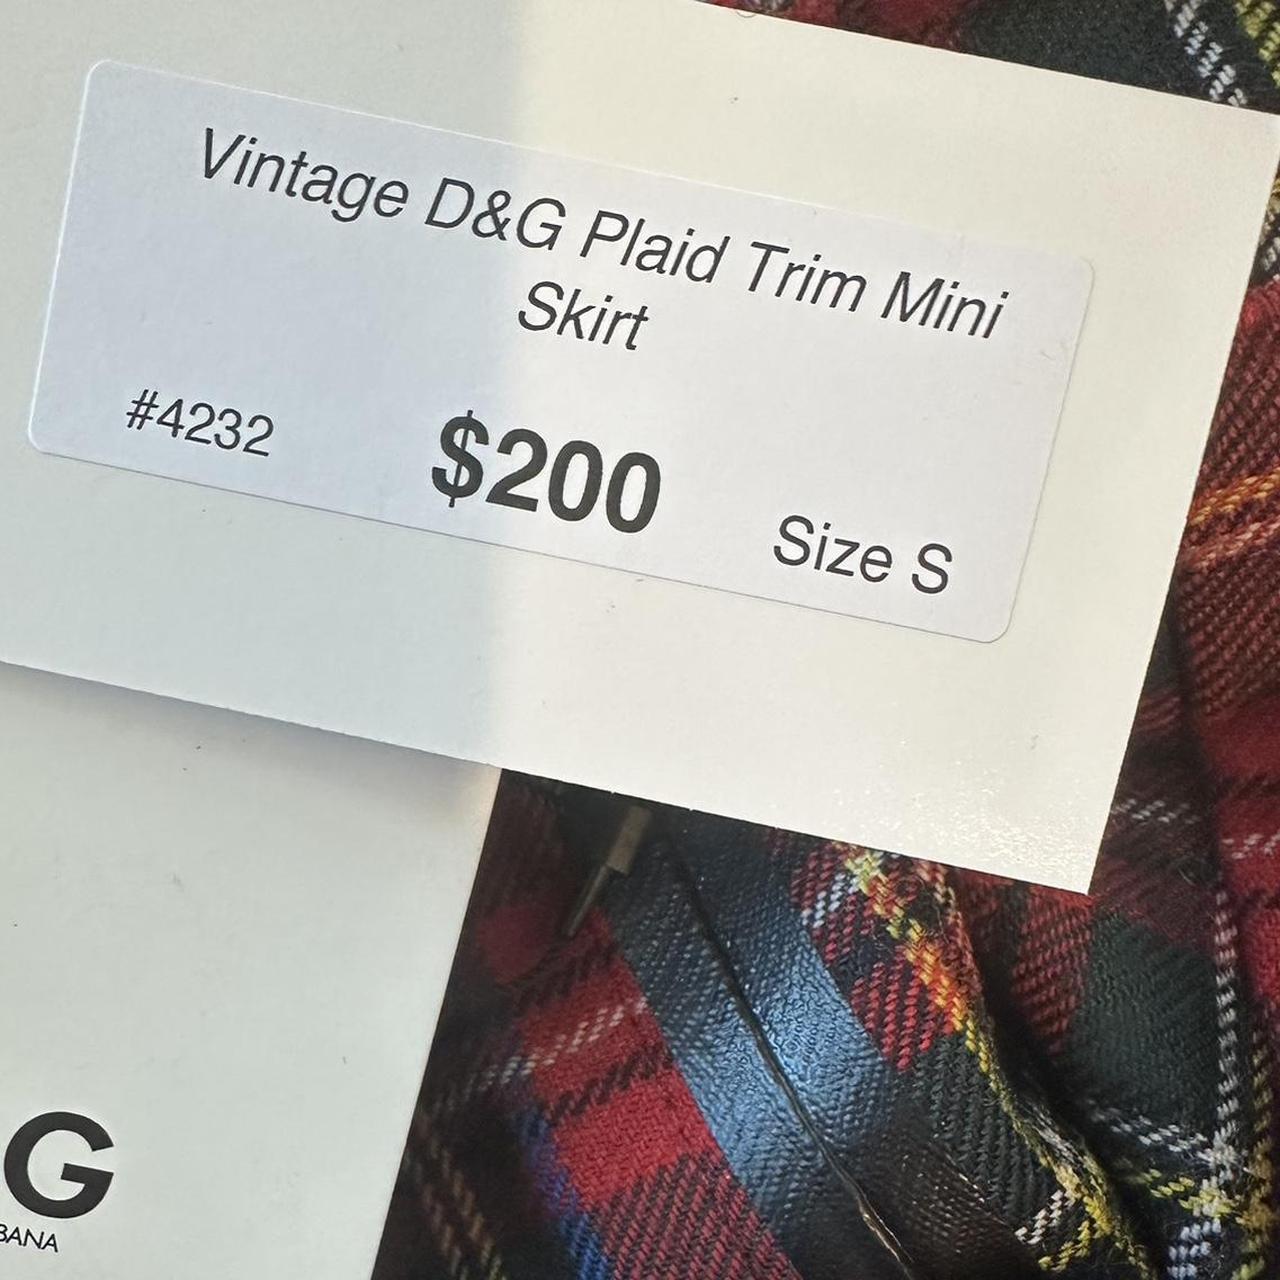 Vintage D&G Plaid Trim Mini
Skirt
#4232 $200 Size S
G
BANA